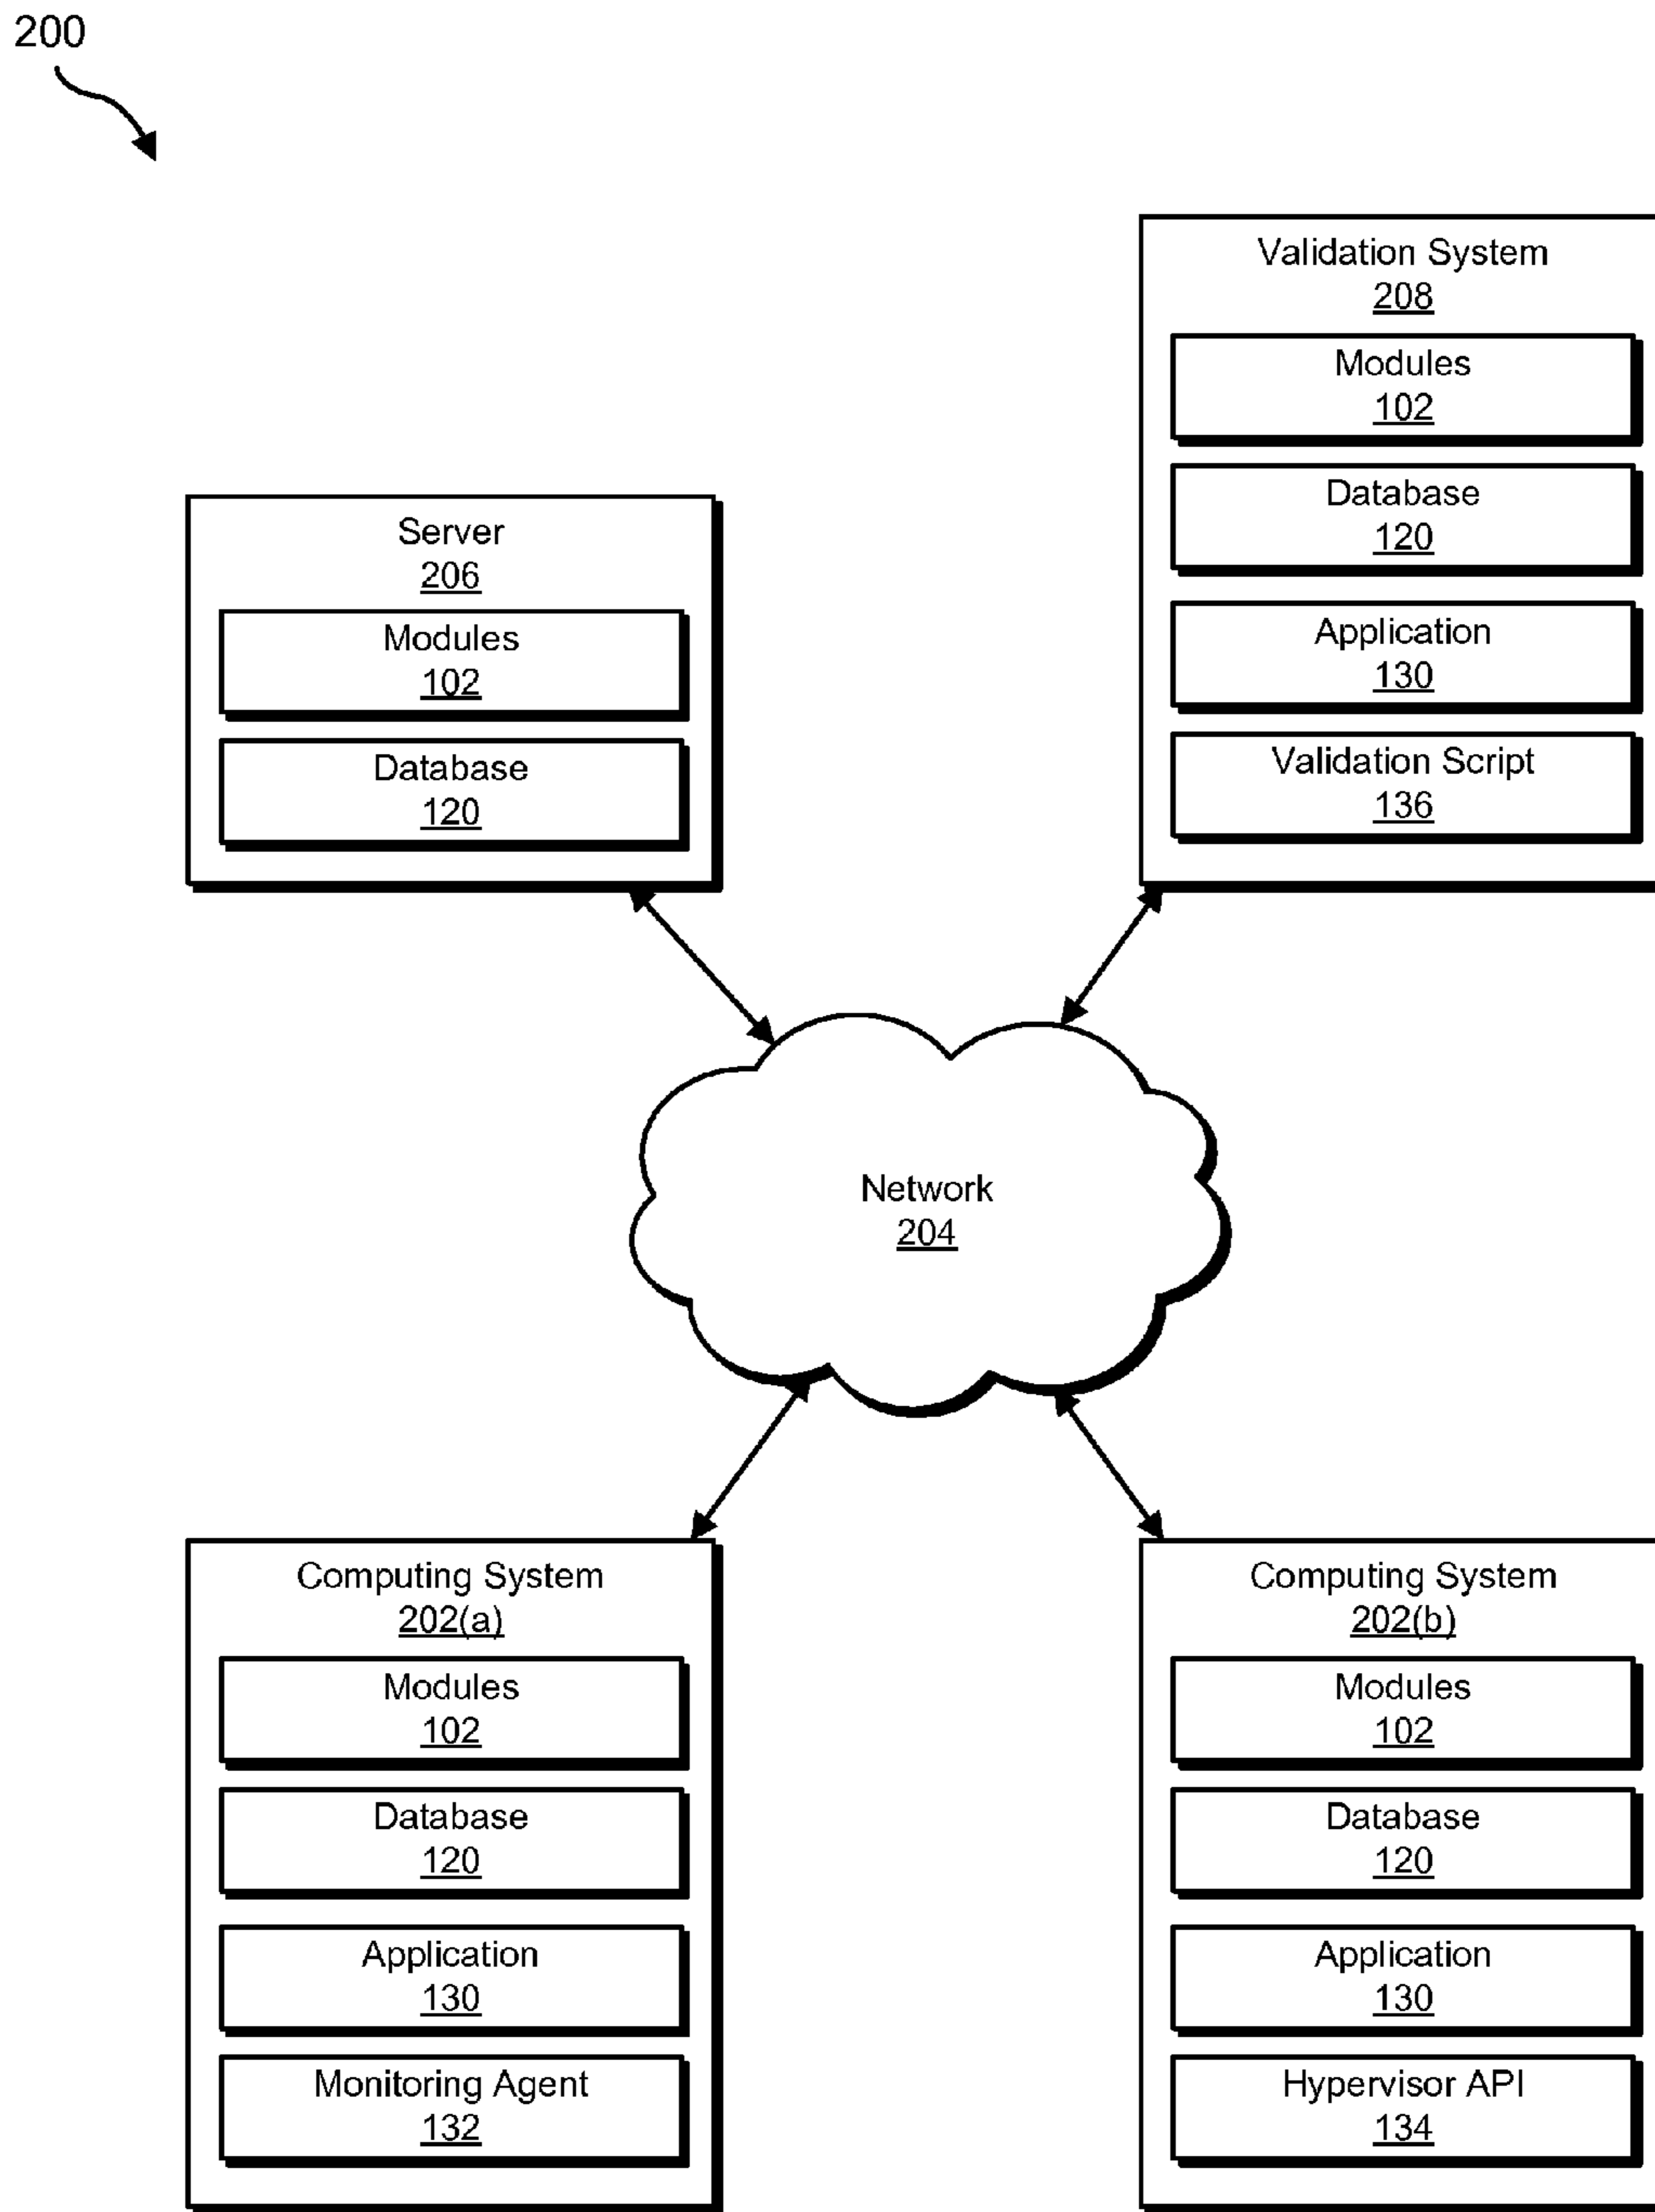 200
Validation System
208
Modules
102
Database
120
Application
130
Validation Script
136
Server
206
Modules
102
Database
120
Network
204
Computing System
202(a)
Modules
102
Database
120
Application
130
Monitoring Agent
132
Computing System
202(b)
Modules
102
Database
120
Application
130
Hypervisor API
134